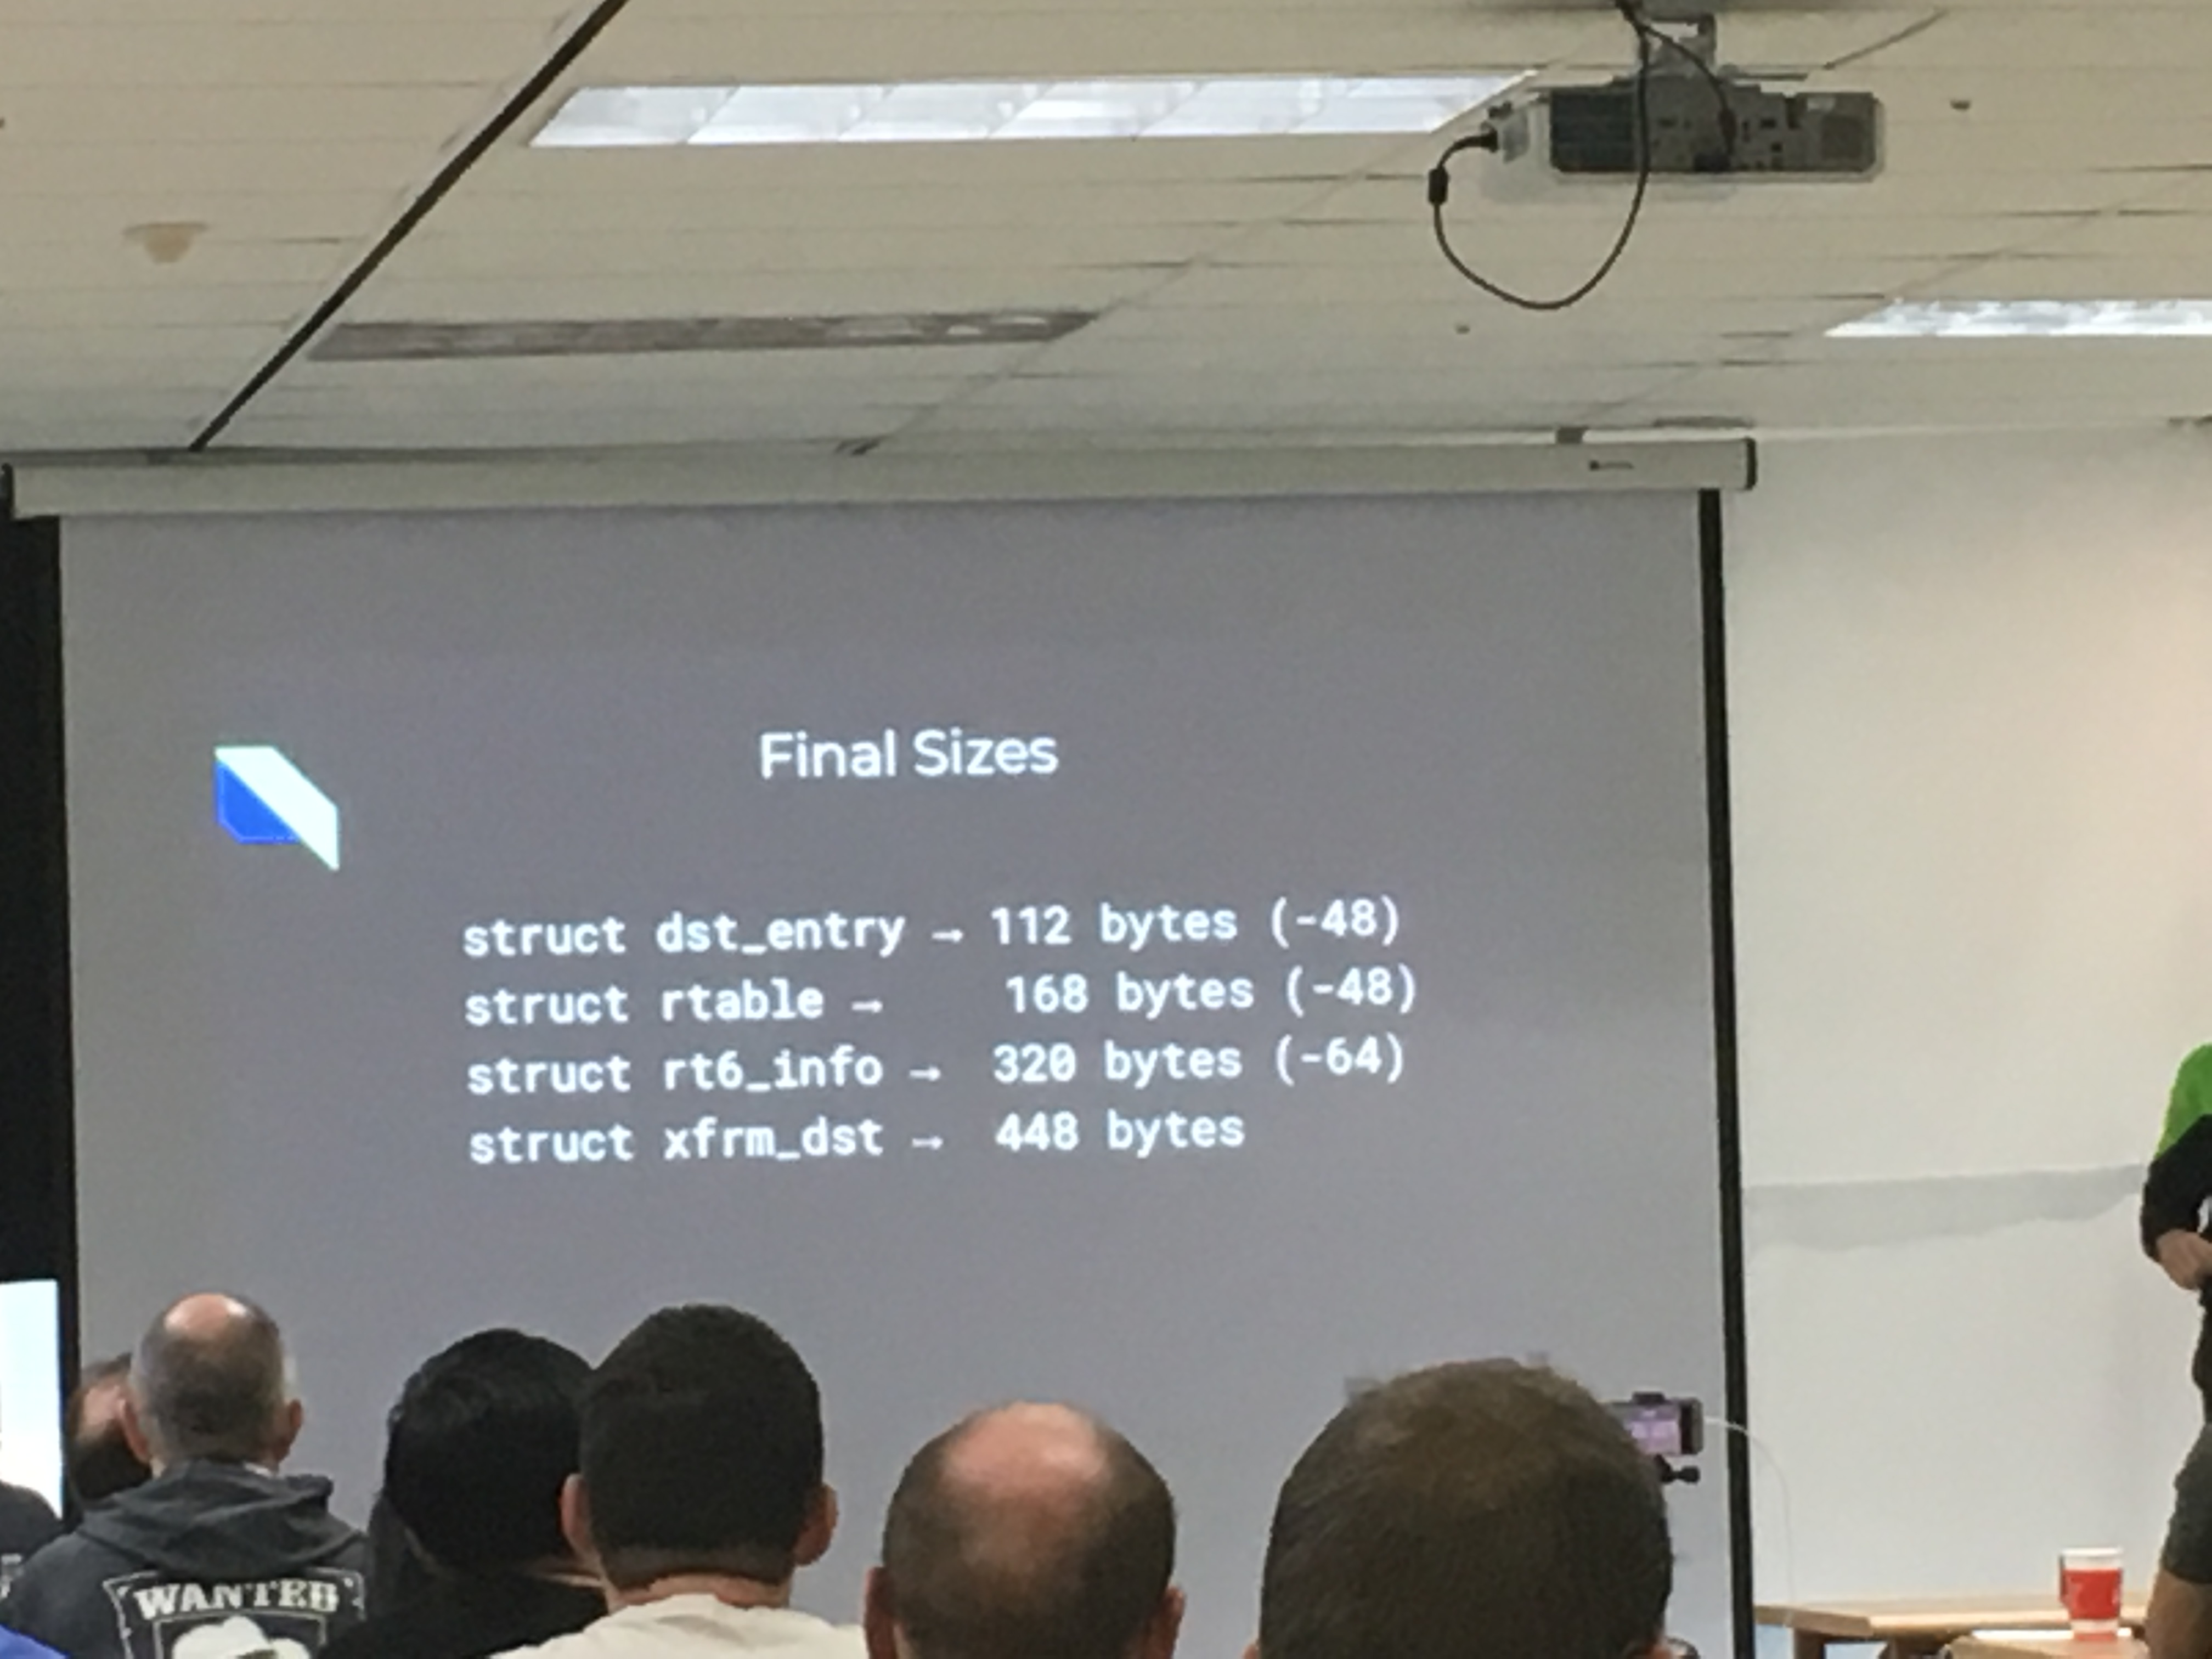 Final Sizes
struct dst_entry → 112 bytes (-48)
struct rtable → 168 bytes (-48)
struct rt6_info → 320 bytes (-64)
struct xfrm_dst → 448 bytes
WANTED